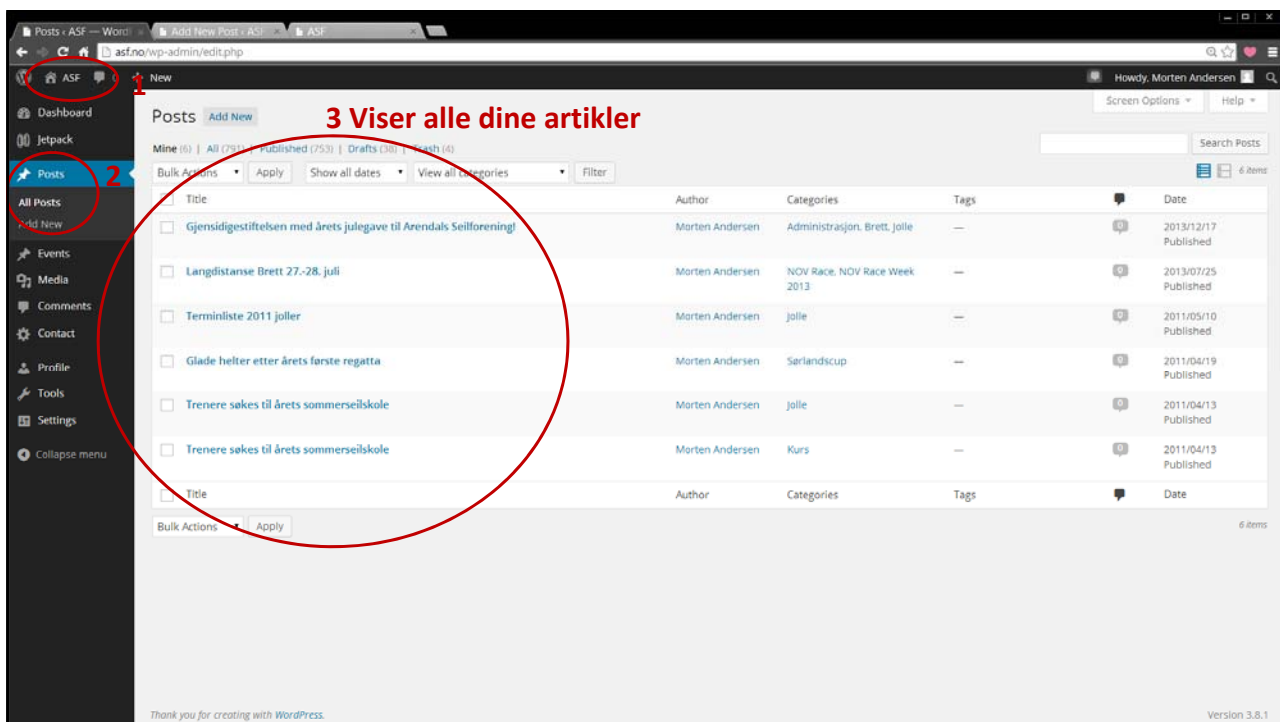 Posts ‹ ASF — Word
Add New Post ‹ ASF
ASF
asf.no/wp-admin/edit.php
ASF
New
Howdy, Morten Andersen
1
Dashboard
Jetpack
Posts
2
All Posts
Add New
Events
Media
Comments
Contact
Profile
Tools
Settings
Collapse menu
Screen Options
Help
Posts Add New
3 Viser alle dine artikler
Mine (6) | All (791) | Published (753) | Drafts (38) | Trash (4)
Search Posts
Bulk Actions Apply Show all dates View all categories Filter
6 items
Title Author Categories Tags Date
Gjensidigestiftelsen med årets julegave til Arendals Seilforening! Morten Andersen Administrasjon, Brett, Jolle — 0 2013/12/17
Published
Langdistanse Brett 27.-28. juli Morten Andersen NOV Race, NOV Race Week — 0 2013/07/25
2013 Published
Terminliste 2011 joller Morten Andersen Jolle — 0 2011/05/10
Published
Glade helter etter årets første regatta Morten Andersen Sørlandscup — 0 2011/04/19
Published
Trenere søkes til årets sommerseilskole Morten Andersen Jolle — 0 2011/04/13
Published
Trenere søkes til årets sommerseilskole Morten Andersen Kurs — 0 2011/04/13
Published
Title Author Categories Tags Date
Bulk Actions Apply
6 items
Thank you for creating with WordPress.
Version 3.8.1